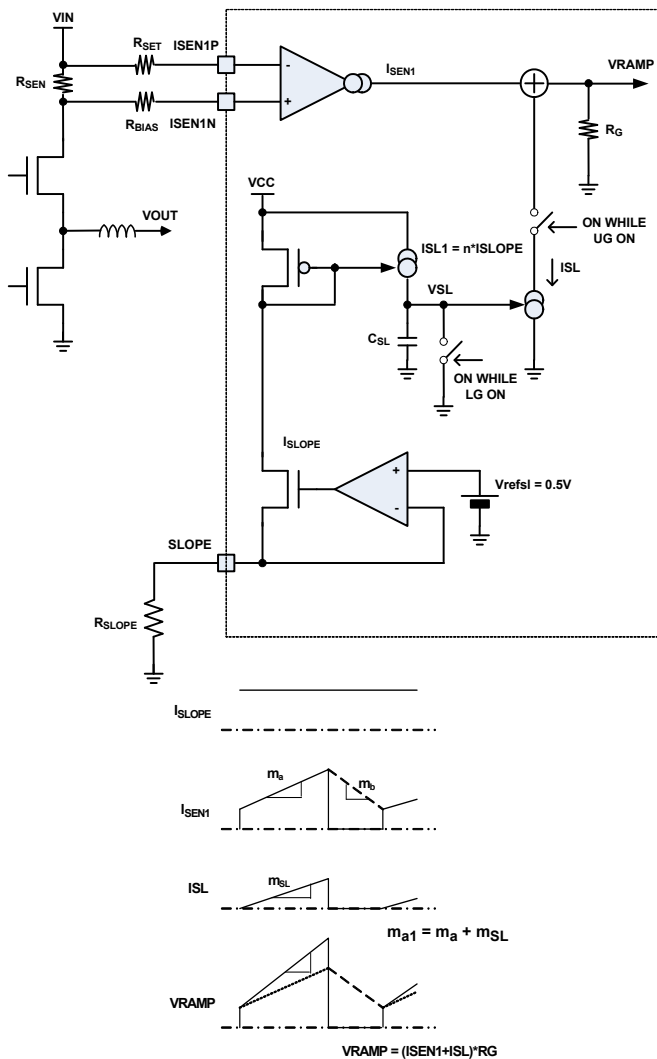 VIN
RSET
ISEN1P
RSEN
ISEN1
VRAMP
-
+
RBIAS
ISEN1N
RG
VCC
VOUT
ISL1 = n*ISLOPE
ON WHILE
UG ON
VSL
ISL
CSL
ON WHILE
LG ON
ISLOPE
+
-
Vrefsl = 0.5V
SLOPE
RSLOPE
ISLOPE
ma
mb
ISEN1
mSL
ISL
ma1 = ma + mSL
VRAMP
VRAMP = (ISEN1+ISL)*RG